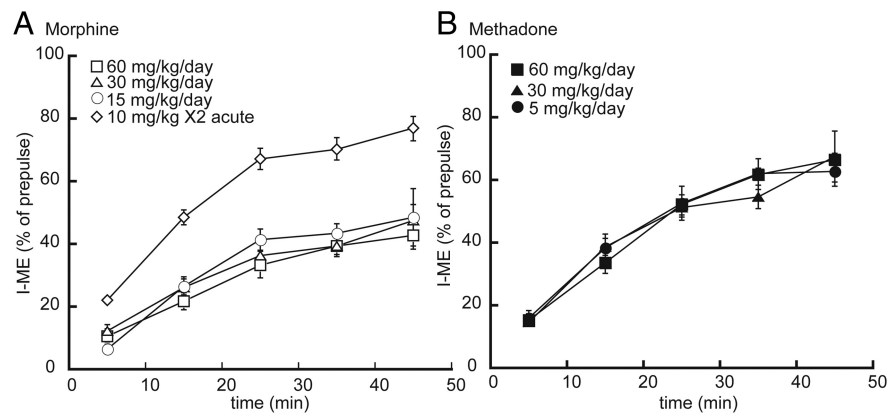 A Morphine
I-ME (% of prepulse)
100
80
60
40
20
0
60 mg/kg/day
30 mg/kg/day
15 mg/kg/day
10 mg/kg X2 acute
0 10 20 30 40 50
time (min)
B Methadone
I-ME (% of prepulse)
100
80
60
40
20
0
60 mg/kg/day
30 mg/kg/day
5 mg/kg/day
0 10 20 30 40 50
time (min)